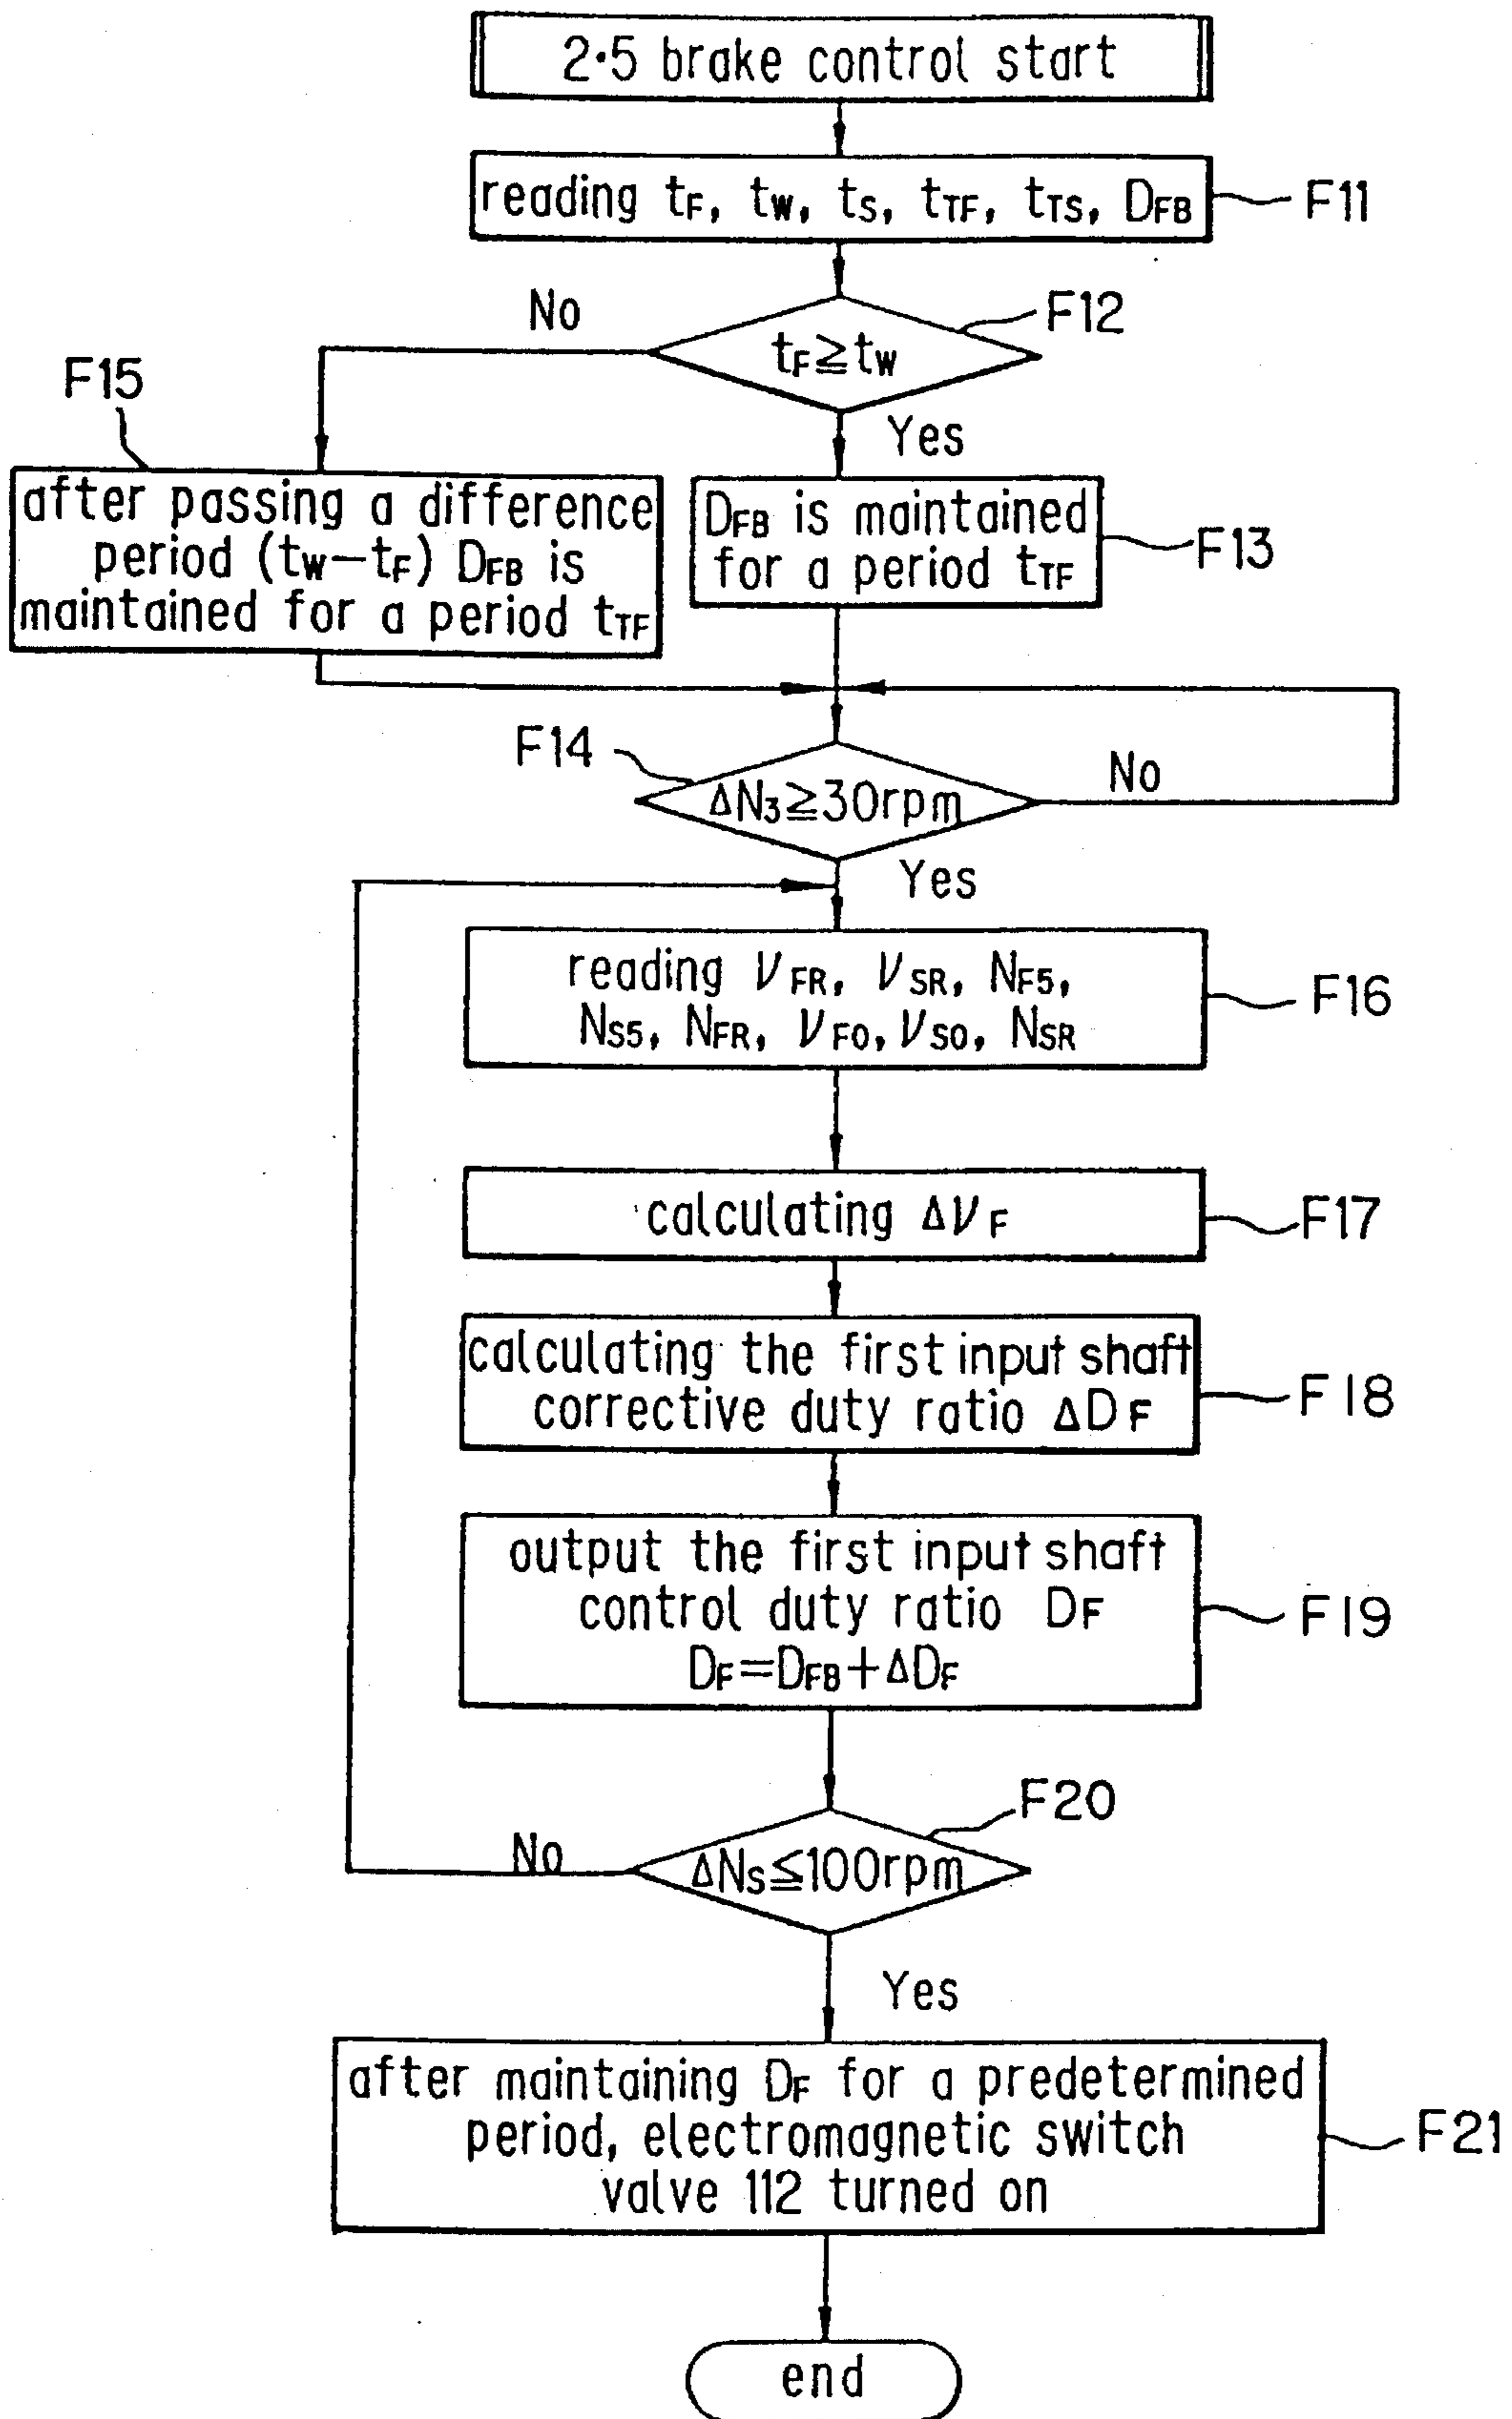 2·5 brake control start
reading tF, tW, tS, tTF, tTS, DFB
F11
No
F12
tF≧tW
F15
Yes
after passing a difference
period (tW−tF) DFB is
maintained for a period tTF
DFB is maintained
for a period tTF
F13
F14
ΔN3≧30rpm
No
Yes
reading νFR, νSR, NF5,
NS5, NFR, νFO, νSO, NSR
F16
calculating ΔνF
F17
calculating the first input shaft
corrective duty ratio ΔDF
F18
output the first input shaft
control duty ratio DF
DF=DFB+ΔDF
F19
F20
No
ΔNS≦100rpm
Yes
after maintaining DF for a predetermined
period, electromagnetic switch
valve 112 turned on
F21
end